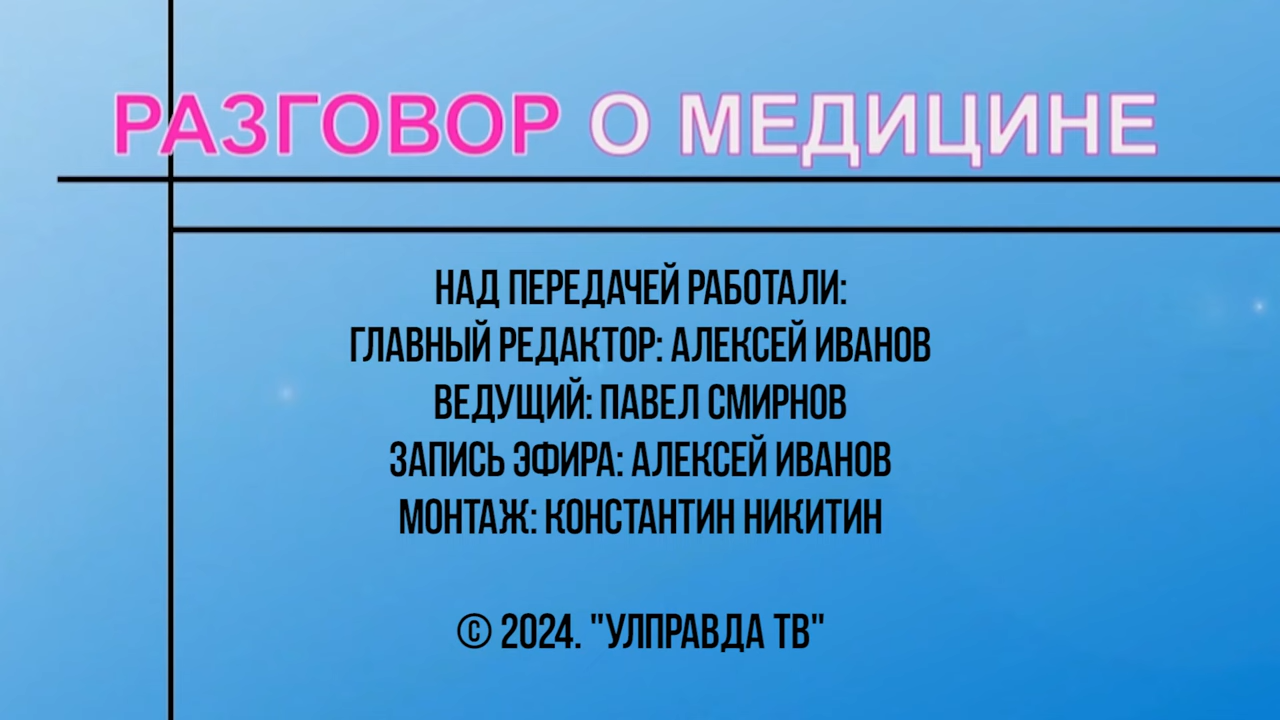 РАЗГОВОР О МЕДИЦИНЕ
НАД ПЕРЕДАЧЕЙ РАБОТАЛИ:
ГЛАВНЫЙ РЕДАКТОР: АЛЕКСЕЙ ИВАНОВ
ВЕДУЩИЙ: ПАВЕЛ СМИРНОВ
ЗАПИСЬ ЭФИРА: АЛЕКСЕЙ ИВАНОВ
МОНТАЖ: КОНСТАНТИН НИКИТИН
© 2024. "УЛПРАВДА ТВ"